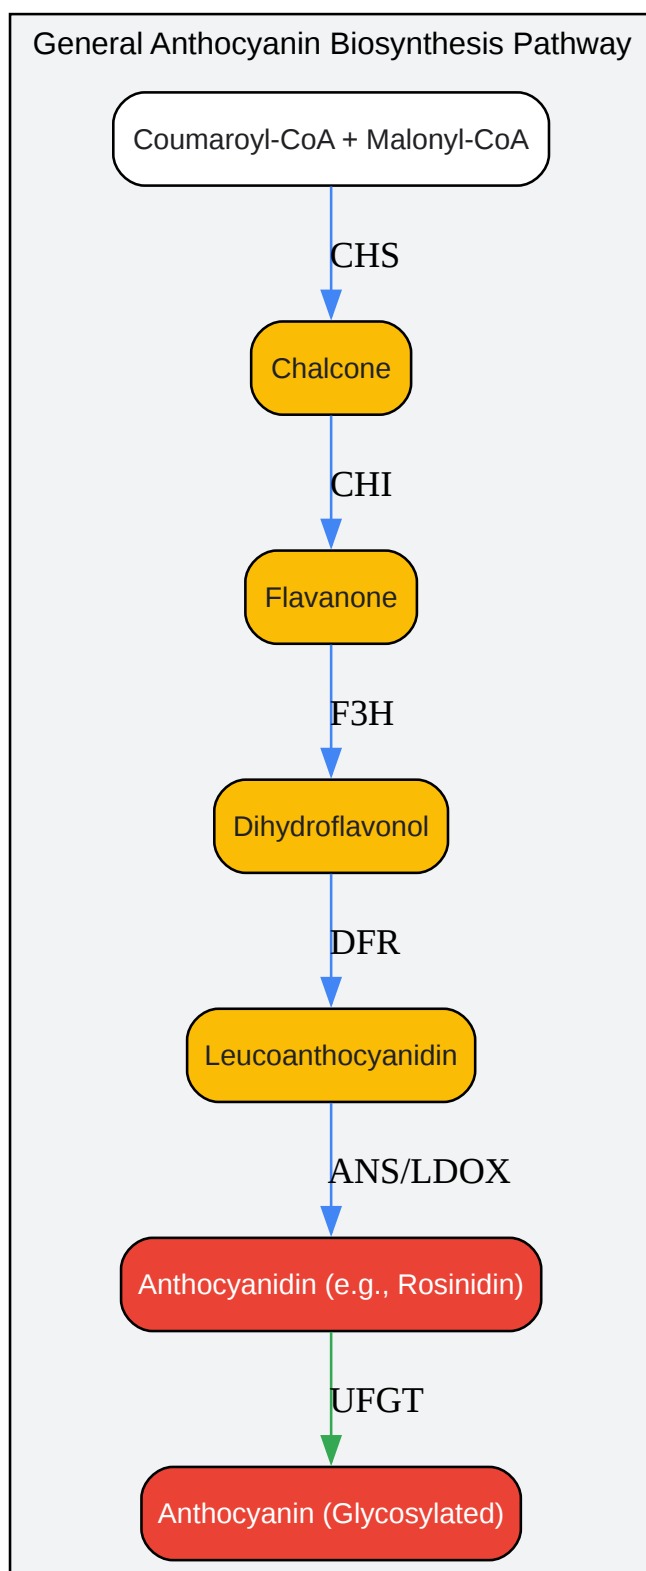 General Anthocyanin Biosynthesis Pathway
Coumaroyl-CoA + Malonyl-CoA
CHS
Chalcone
CHI
Flavanone
F3H
Dihydroflavonol
DFR
Leucoanthocyanidin
ANS/LDOX
Anthocyanidin (e.g., Rosinidin)
UFGT
Anthocyanin (Glycosylated)